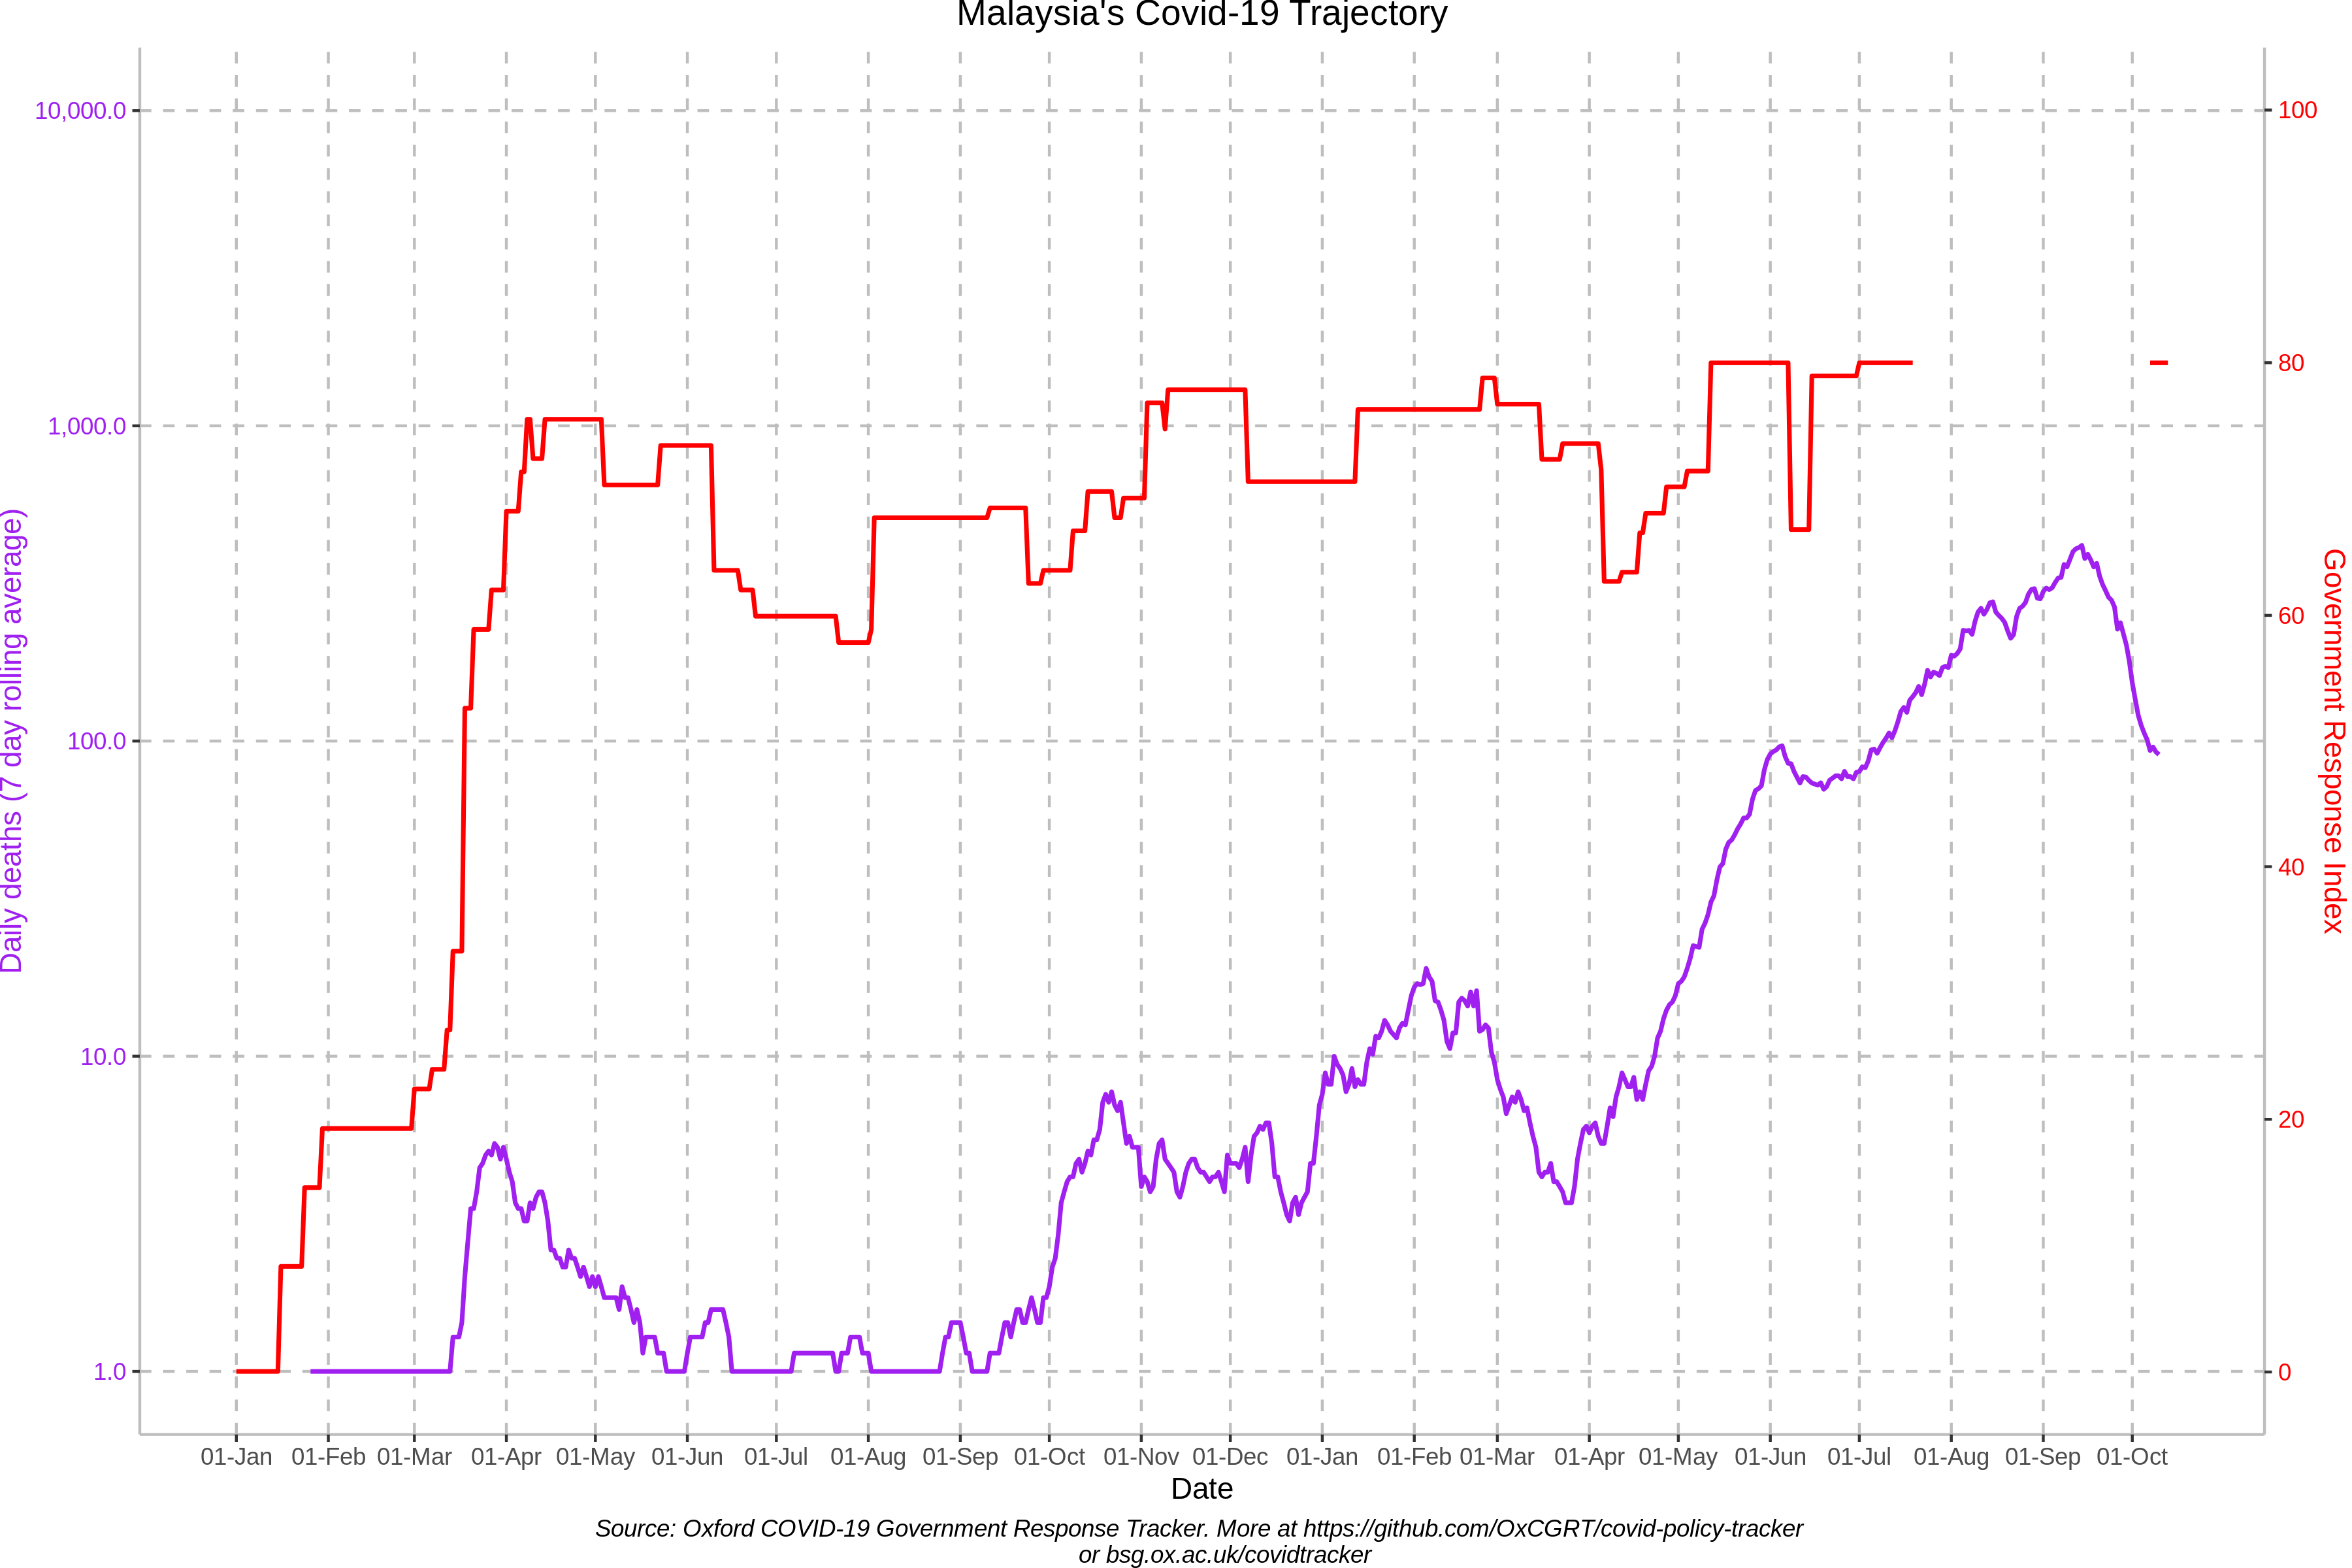 Malaysia's Covid-19 Trajectory
Daily deaths (7 day rolling average)
10,000.0
1,000.0
100.0
10.0
1.0
100
80
60
40
20
0
Government Response Index
01-Jan 01-Feb 01-Mar 01-Apr 01-May 01-Jun 01-Jul 01-Aug 01-Sep 01-Oct 01-Nov 01-Dec 01-Jan 01-Feb 01-Mar 01-Apr 01-May 01-Jun 01-Jul 01-Aug 01-Sep 01-Oct
Date
Source: Oxford COVID-19 Government Response Tracker. More at https://github.com/OxCGRT/covid-policy-tracker
or bsg.ox.ac.uk/covidtracker